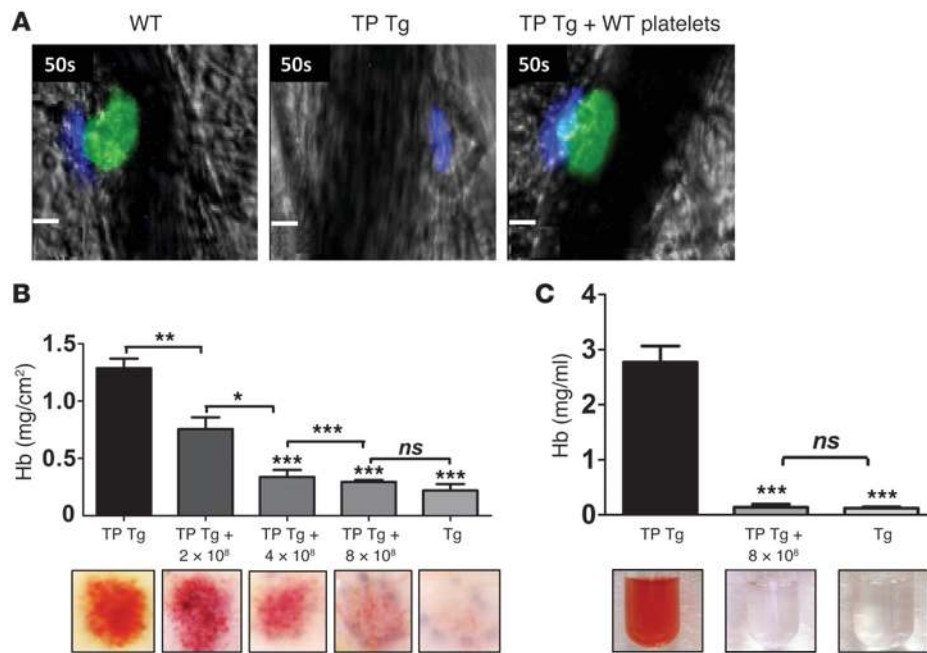 A
WT
TP Tg
TP Tg + WT platelets
50s
50s
50s
B
Hb (mg/cm²)
1.5
1.0
0.5
0
**
*
***
ns
***
***
***
TP Tg
TP Tg +
2 × 10⁸
TP Tg +
4 × 10⁸
TP Tg +
8 × 10⁸
Tg
C
Hb (mg/ml)
4
3
2
1
0
ns
***
***
TP Tg
TP Tg +
8 × 10⁸
Tg